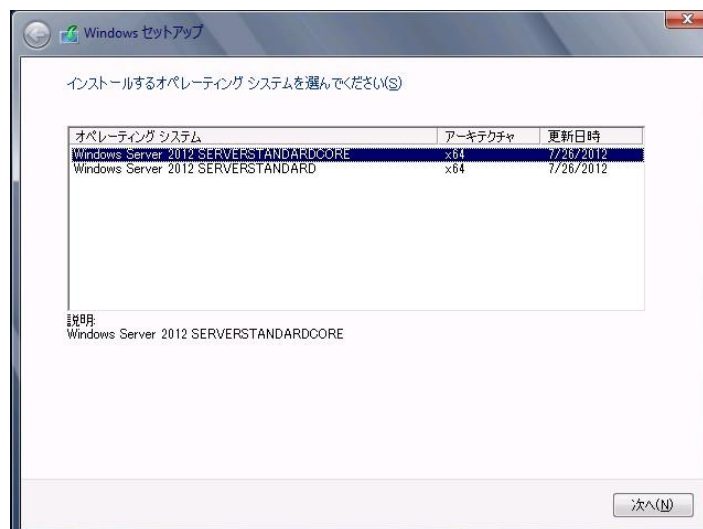 Windows セットアップ
インストールするオペレーティング システムを選んでください(S)
オペレーティング システム アーキテクチャ 更新日時
Windows Server 2012 SERVERSTANDARDCORE x64 7/26/2012
Windows Server 2012 SERVERSTANDARD x64 7/26/2012
説明:
Windows Server 2012 SERVERSTANDARDCORE
次へ(N)